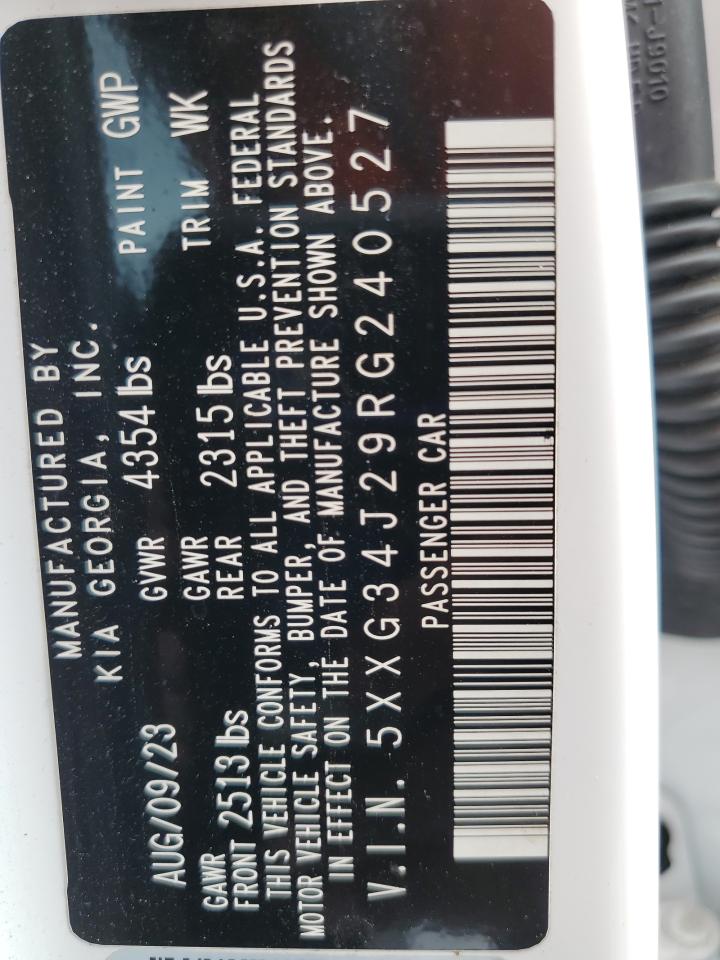 MANUFACTURED BY
KIA GEORGIA, INC.
AUG/09/23 GVWR 4354 lbs PAINT GWP
GAWR GAWR
FRONT 2513 lbs REAR 2315 lbs TRIM WK
THIS VEHICLE CONFORMS TO ALL APPLICABLE U.S.A. FEDERAL
MOTOR VEHICLE SAFETY, BUMPER, AND THEFT PREVENTION STANDARDS
IN EFFECT ON THE DATE OF MANUFACTURE SHOWN ABOVE.
V.I.N. 5XXG34J29RG240527
PASSENGER CAR